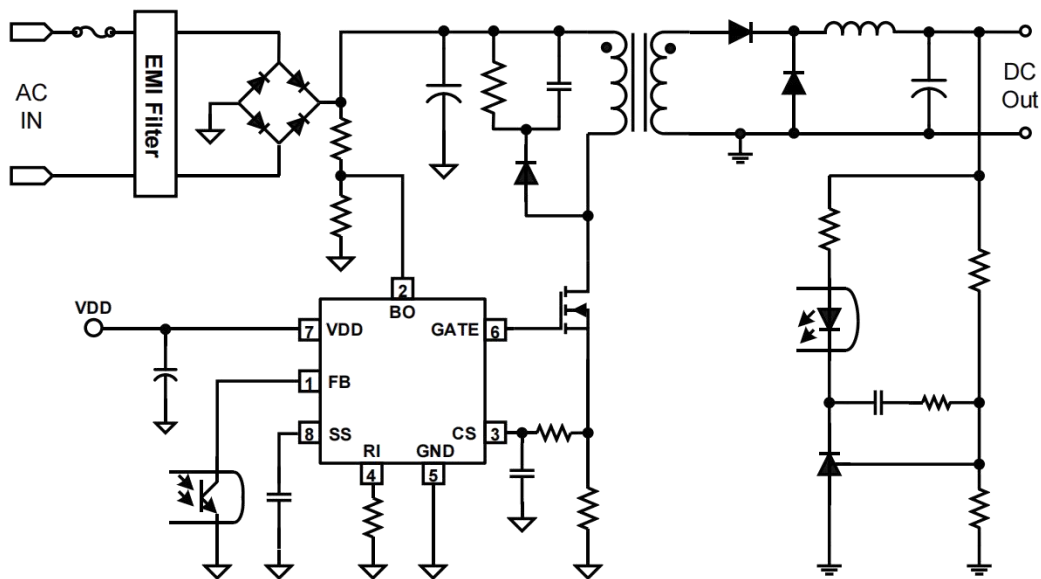 AC
IN
EMI Filter
DC
Out
2
BO
VDD
7
VDD
GATE
6
1
FB
8
SS
CS
3
RI
GND
4
5